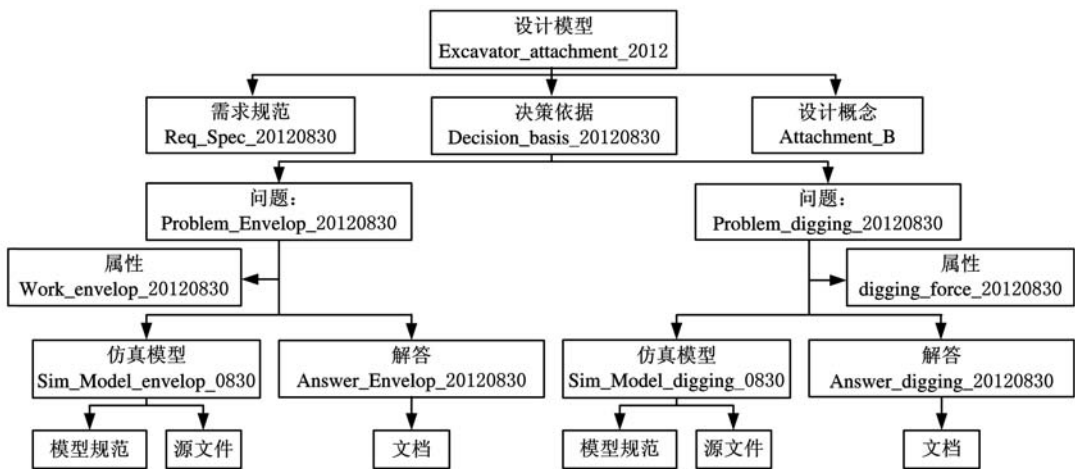 设计模型
Excavator_attachment_2012
需求规范
Req_Spec_20120830
决策依据
Decision_basis_20120830
设计概念
Attachment_B
问题：
Problem_Envelop_20120830
问题：
Problem_digging_20120830
属性
Work_envelop_20120830
属性
digging_force_20120830
仿真模型
Sim_Model_envelop_0830
解答
Answer_Envelop_20120830
仿真模型
Sim_Model_digging_0830
解答
Answer_digging_20120830
模型规范
源文件
文档
模型规范
源文件
文档